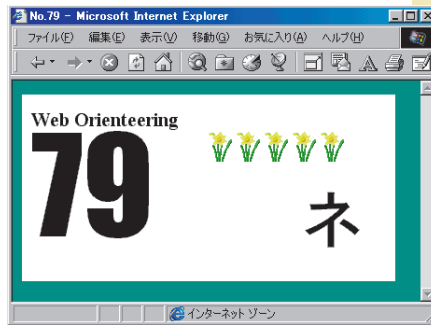 No.79 - Microsoft Internet Explorer
ファイル(F) 編集(E) 表示(V) 移動(G) お気に入り(A) ヘルプ(H)
Web Orienteering
79
ネ
インターネット ゾーン